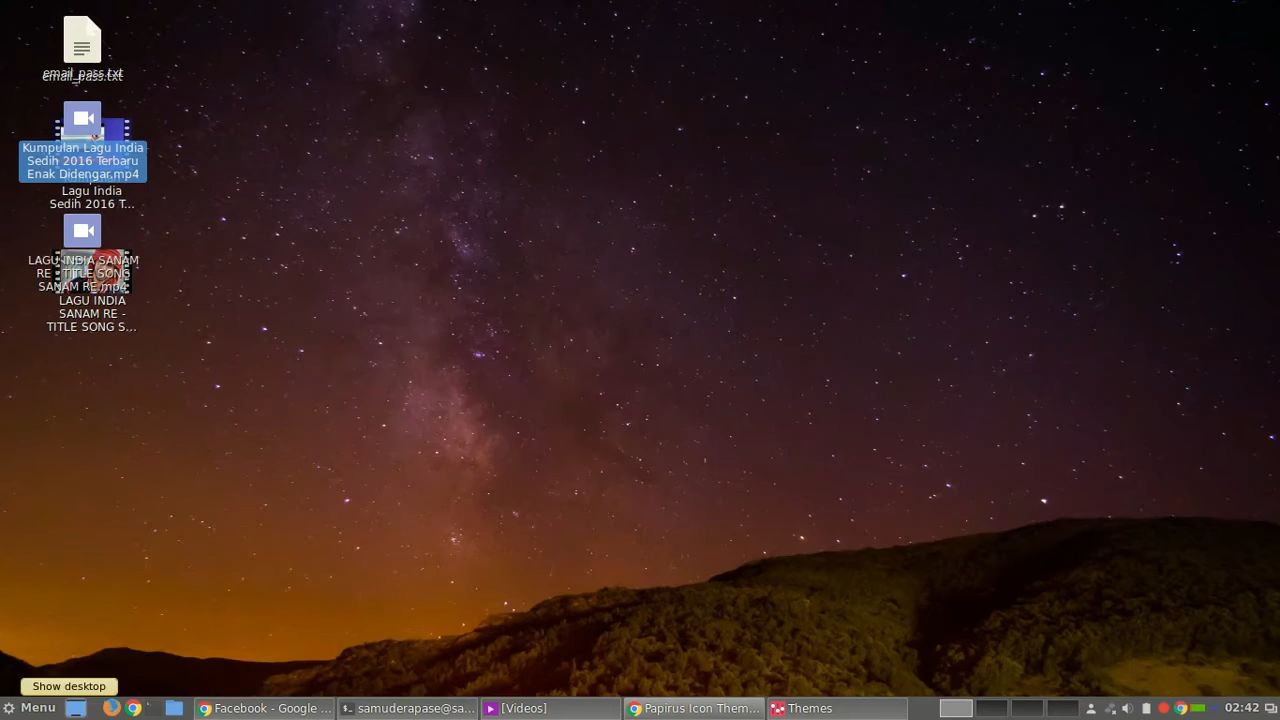 email_pass.txt
email_pass.txt
Kumpulan Lagu India
Sedih 2016 Terbaru
Enak Didengar.mp4
Lagu India
Sedih 2016 T...
LAGU INDIA SANAM
RE - TITLE SONG
SANAM RE.mp4
LAGU INDIA
SANAM RE -
TITLE SONG S...
Show desktop
Menu
Facebook - Google ...
samuderapase@sa...
[Videos]
Papirus Icon Them...
Themes
02:42